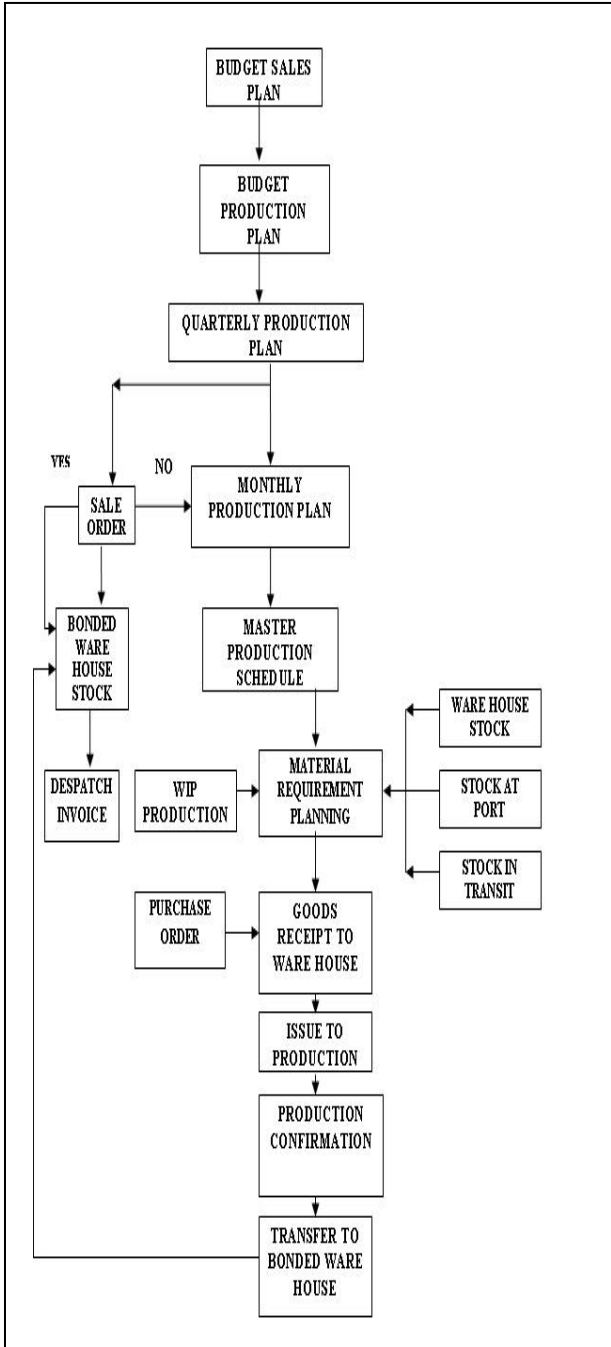 BUDGET SALES
PLAN
BUDGET
PRODUCTION
PLAN
QUARTERLY PRODUCTION
PLAN
YES
NO
SALE
ORDER
MONTHLY
PRODUCTION PLAN
BONDED
WARE
HOUSE
STOCK
MASTER
PRODUCTION
SCHEDULE
WARE HOUSE
STOCK
DESPATCH
INVOICE
WIP
PRODUCTION
MATERIAL
REQUIREMENT
PLANNING
STOCK AT
PORT
STOCK IN
TRANSIT
PURCHASE
ORDER
GOODS
RECEIPT TO
WARE HOUSE
ISSUE TO
PRODUCTION
PRODUCTION
CONFIRMATION
TRANSFER TO
BONDED WARE
HOUSE